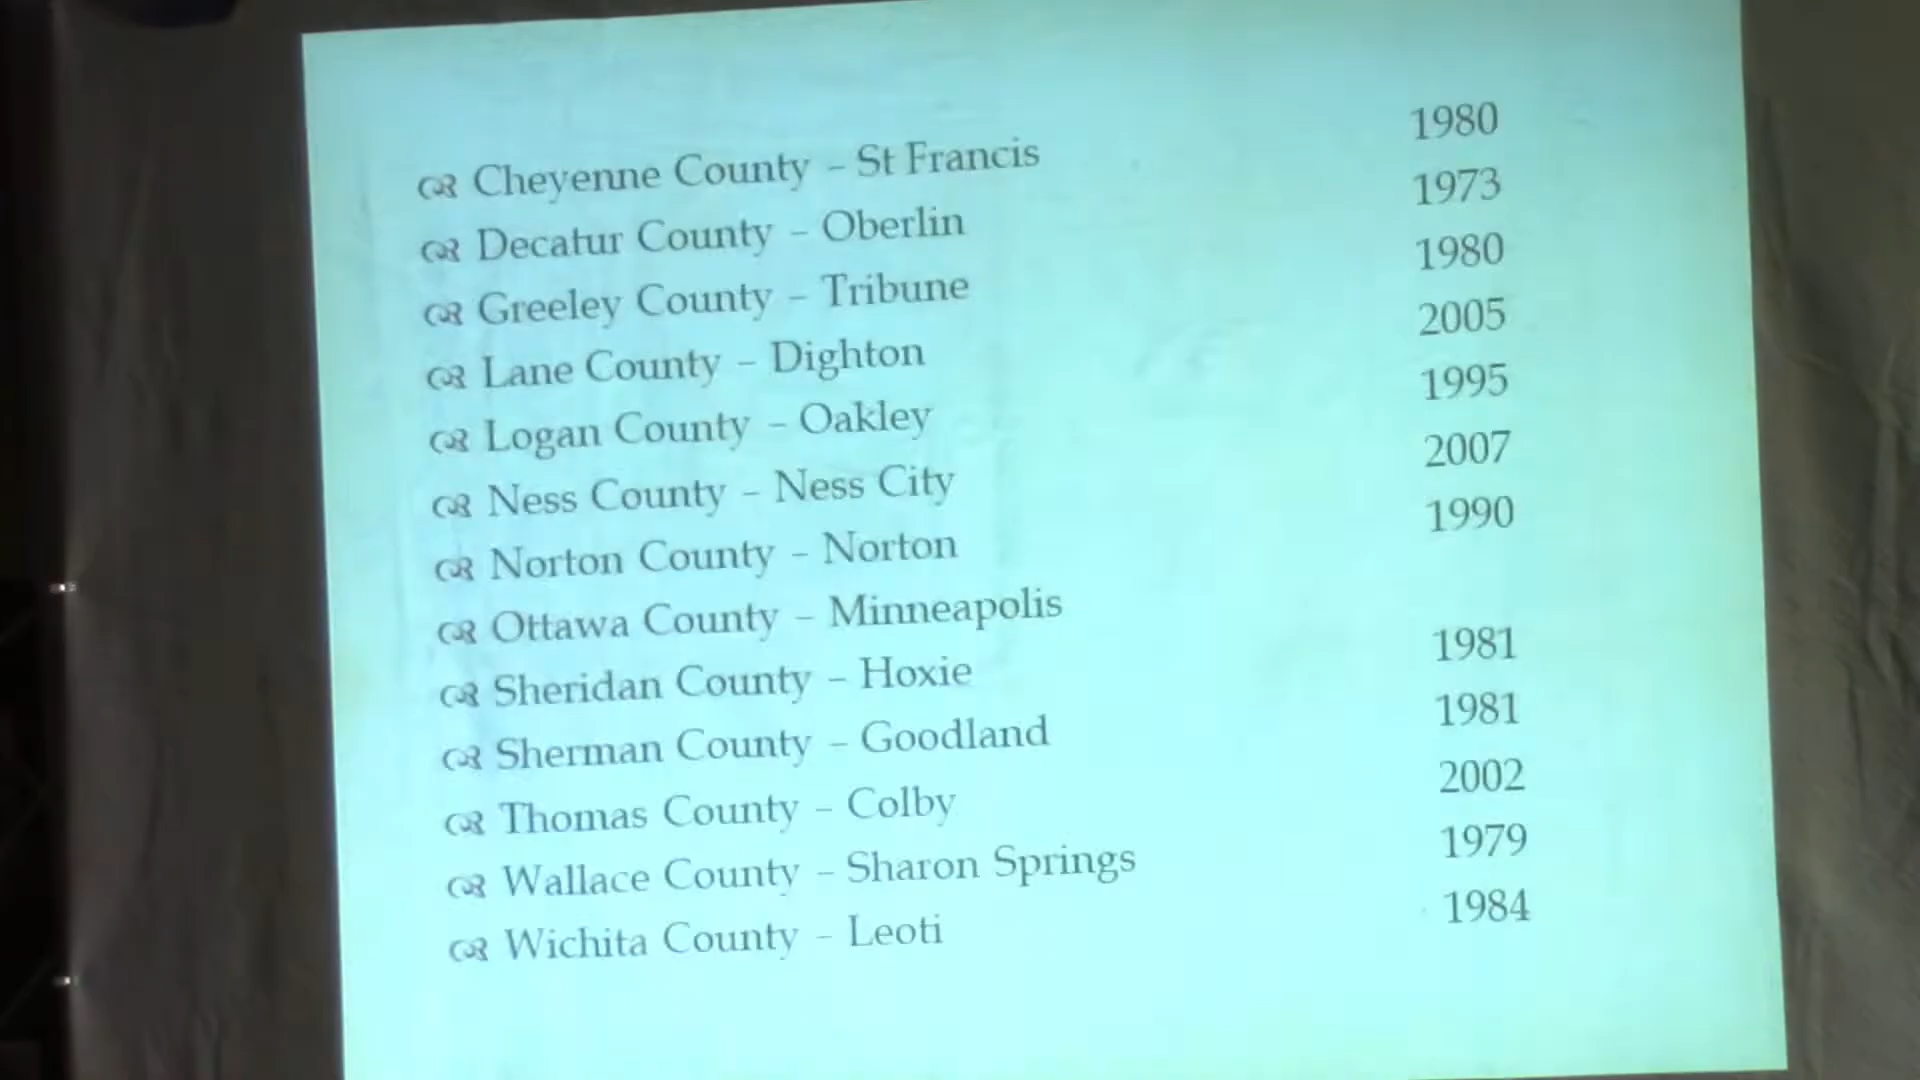 Cheyenne County – St Francis 1980
Decatur County – Oberlin 1973
Greeley County – Tribune 1980
Lane County – Dighton 2005
Logan County – Oakley 1995
Ness County – Ness City 2007
Norton County – Norton 1990
Ottawa County – Minneapolis
Sheridan County – Hoxie 1981
Sherman County – Goodland 1981
Thomas County – Colby 2002
Wallace County – Sharon Springs 1979
Wichita County – Leoti 1984